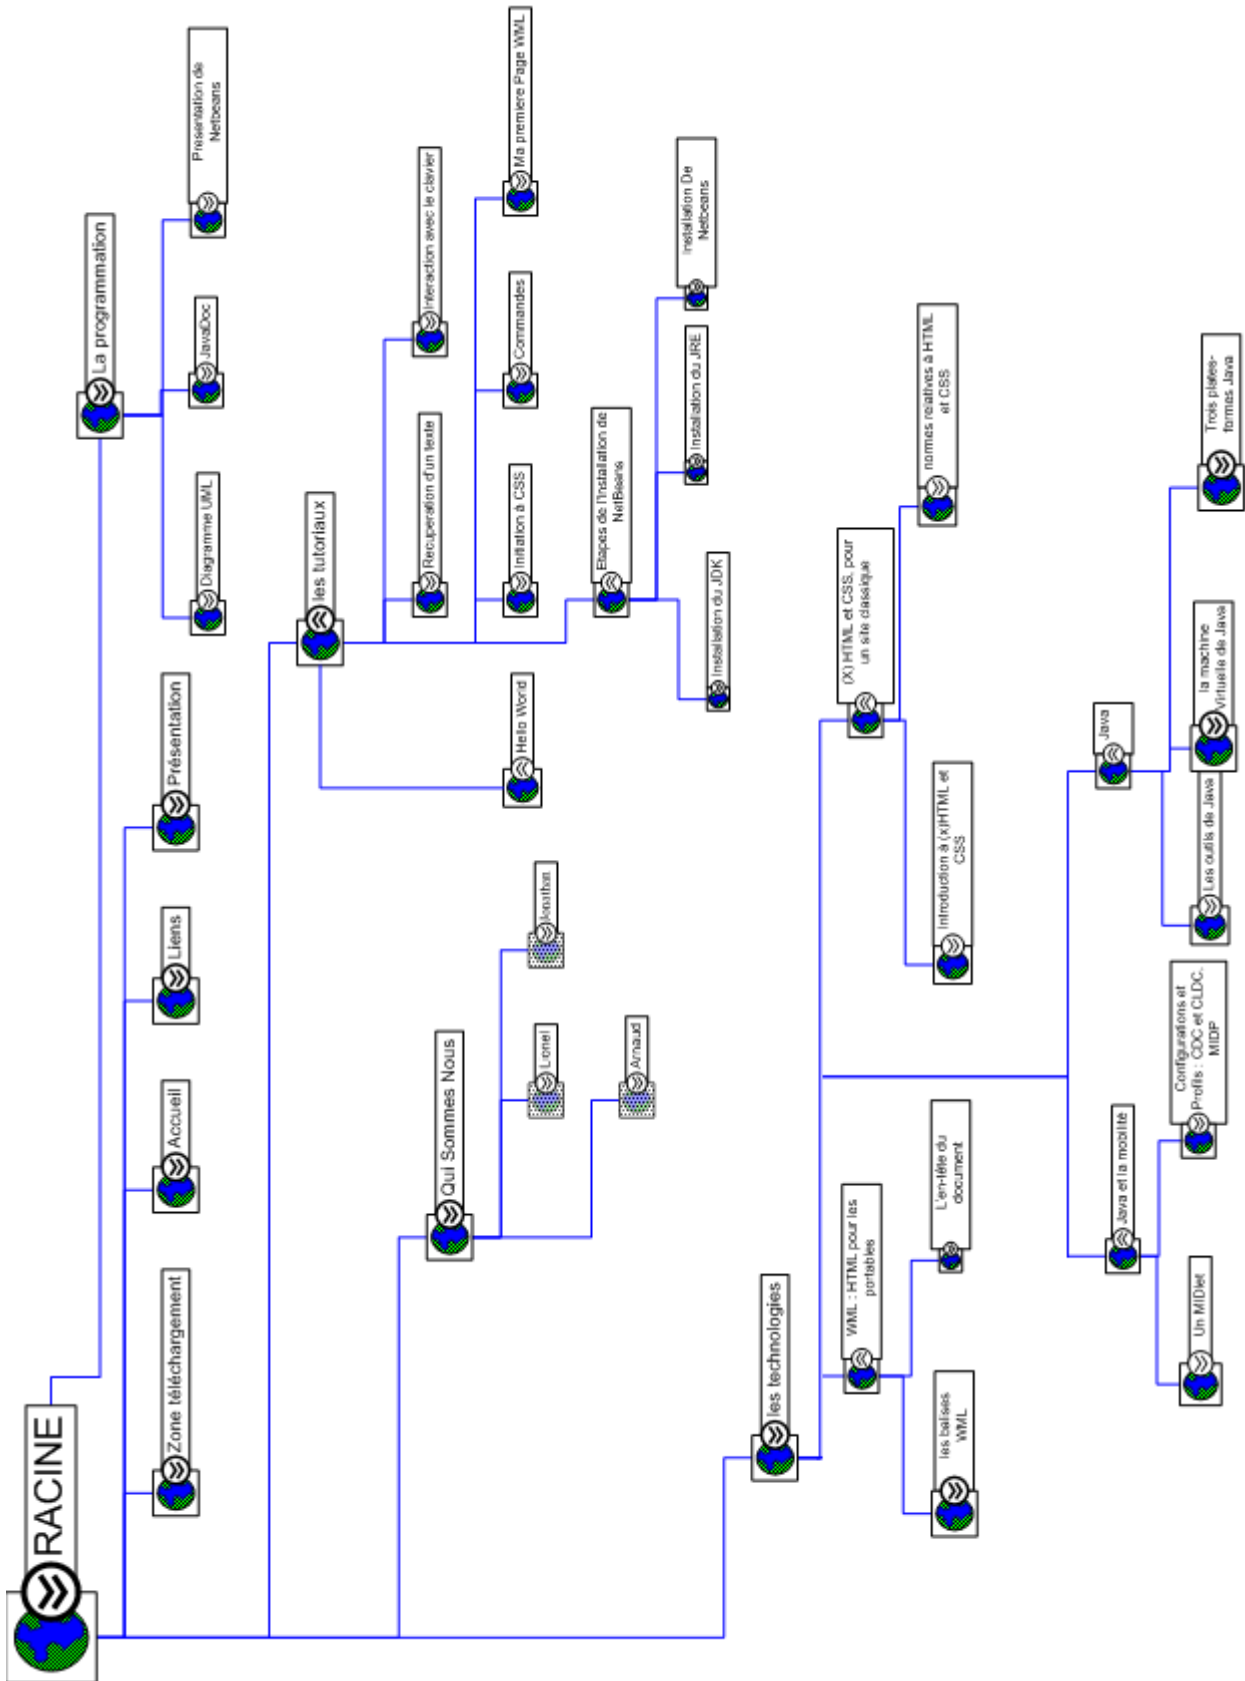 RACINE
La programmation
Diagramme UML
JavaDoc
Presentation de
Netbeans
Zone téléchargement
Accueil
Liens
Présentation
les tutoriaux
Hello World
Recuperation d'un texte
Interaction avec le clavier
Initiation à CSS
Commandes
Ma premiere Page WML
Etapes de l'installation de
NetBeans
Installation du JDK
Installation du JRE
Installation De
Netbeans
Qui Sommes Nous
Lionel
Jonathan
Arnaud
les technologies
WML : HTML pour les
portables
les balises
WML
L'en-tête du
document
(X) HTML et CSS, pour
un site classique
Introduction à (x)HTML et
CSS
normes relatives à HTML
et CSS
Java et la mobilité
Un MIDlet
Configurations et
Profils : CDC et CLDC.
MIDP
Java
Les outils de Java
la machine
Virtuelle de Java
Trois plates-
formes Java